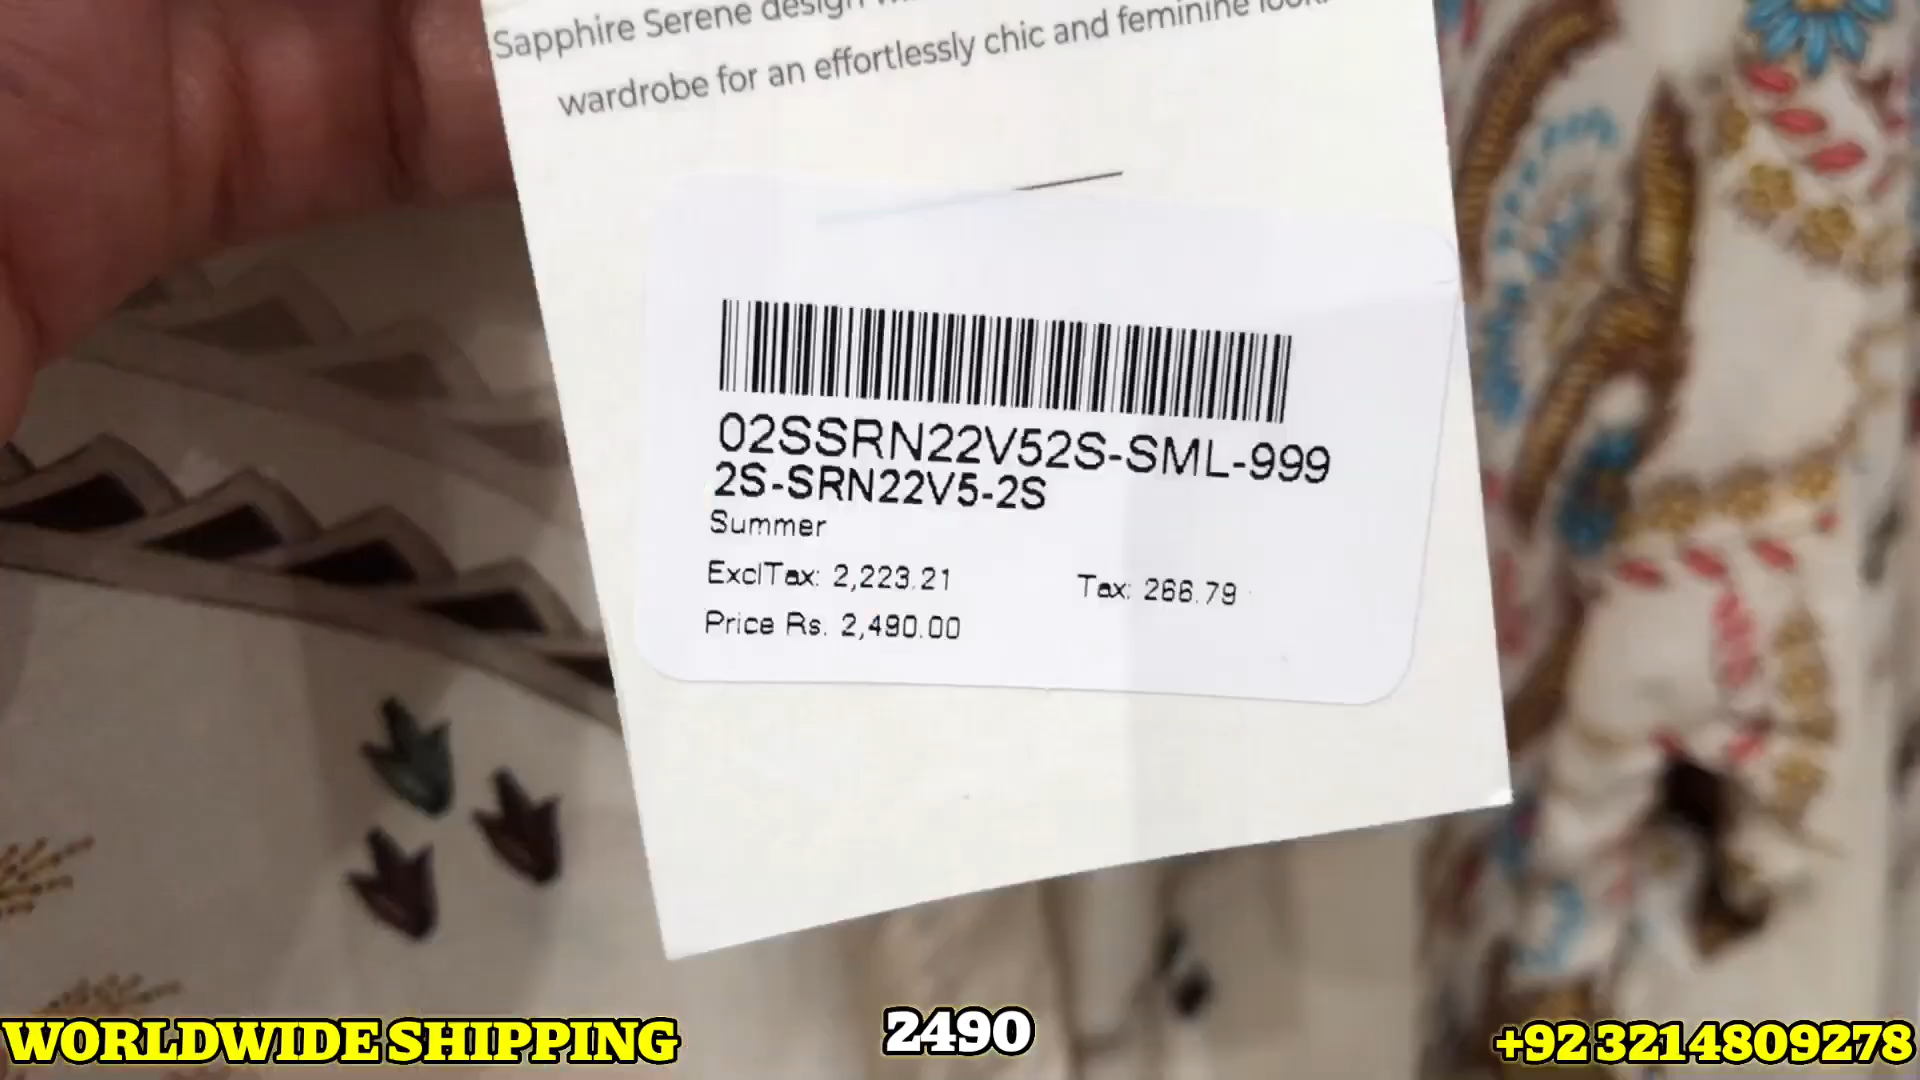 Sapphire Serene design
wardrobe for an effortlessly chic and feminine look.
02SSRN22V52S-SML-999
2S-SRN22V5-2S
Summer
ExclTax: 2,223.21 Tax: 266.79
Price Rs. 2,490.00
WORLDWIDE SHIPPING 2490 +92 3214809278